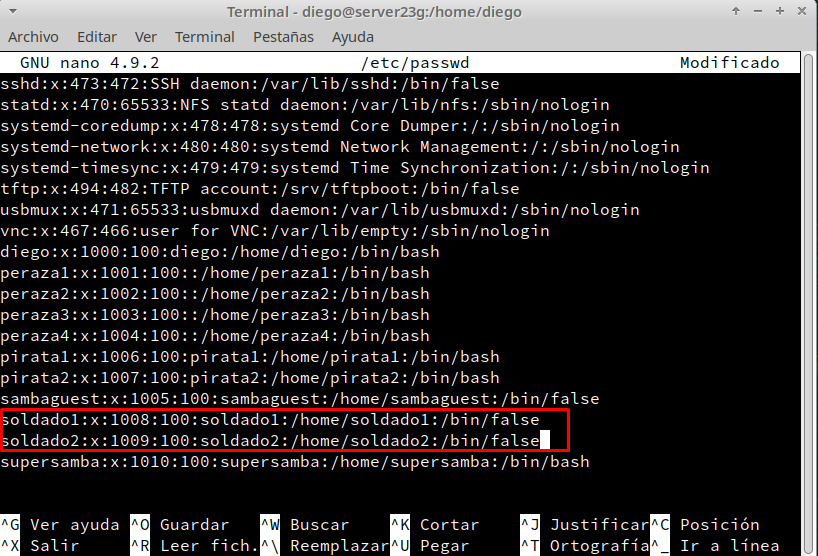 Terminal - diego@server23g:/home/diego
Archivo Editar Ver Terminal Pestañas Ayuda
GNU nano 4.9.2 /etc/passwd Modificado
sshd:x:473:472:SSH daemon:/var/lib/sshd:/bin/false
statd:x:470:65533:NFS statd daemon:/var/lib/nfs:/sbin/nologin
systemd-coredump:x:478:478:systemd Core Dumper:/:/sbin/nologin
systemd-network:x:480:480:systemd Network Management:/:/sbin/nologin
systemd-timesync:x:479:479:systemd Time Synchronization:/:/sbin/nologin
tftp:x:494:482:TFTP account:/srv/tftpboot:/bin/false
usbmux:x:471:65533:usbmuxd daemon:/var/lib/usbmuxd:/sbin/nologin
vnc:x:467:466:user for VNC:/var/lib/empty:/sbin/nologin
diego:x:1000:100:diego:/home/diego:/bin/bash
peraza1:x:1001:100::/home/peraza1:/bin/bash
peraza2:x:1002:100::/home/peraza2:/bin/bash
peraza3:x:1003:100::/home/peraza3:/bin/bash
peraza4:x:1004:100::/home/peraza4:/bin/bash
pirata1:x:1006:100:pirata1:/home/pirata1:/bin/bash
pirata2:x:1007:100:pirata2:/home/pirata2:/bin/bash
sambaguest:x:1005:100:sambaguest:/home/sambaguest:/bin/false
soldado1:x:1008:100:soldado1:/home/soldado1:/bin/false
soldado2:x:1009:100:soldado2:/home/soldado2:/bin/false
supersamba:x:1010:100:supersamba:/home/supersamba:/bin/bash
^G Ver ayuda ^O Guardar ^W Buscar ^K Cortar ^J Justificar ^C Posición
^X Salir ^R Leer fich. ^\ Reemplazar ^U Pegar ^T Ortografía ^_ Ir a línea